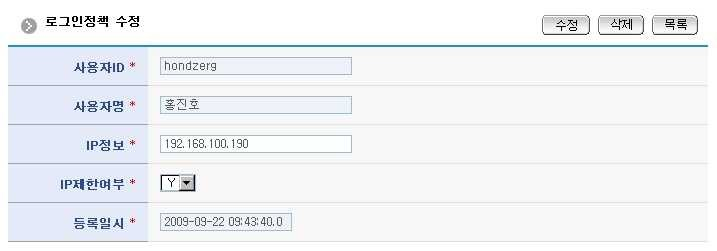 로그인정책 수정
수정 삭제 목록
사용자ID * hondzerg
사용자명 * 홍진호
IP정보 * 192.168.100.190
IP제한여부 * Y
등록일시 * 2009-09-22 09:43:40.0